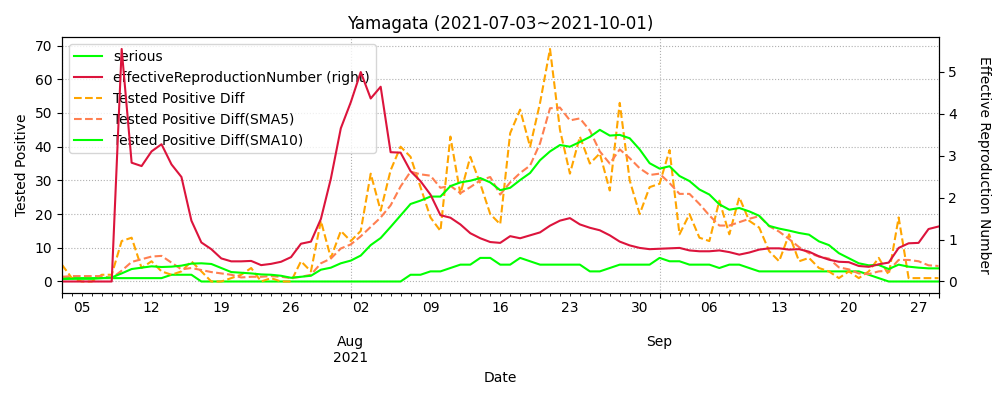 Yamagata (2021-07-03~2021-10-01)
serious
effectiveReproductionNumber (right)
Tested Positive Diff
Tested Positive Diff(SMA5)
Tested Positive Diff(SMA10)
Tested Positive
70
60
50
40
30
20
10
0
5
4
3
2
1
0
Effective Reproduction Number
05 12 19 26 02 09 16 23 30 06 13 20 27
Aug Sep
2021
Date